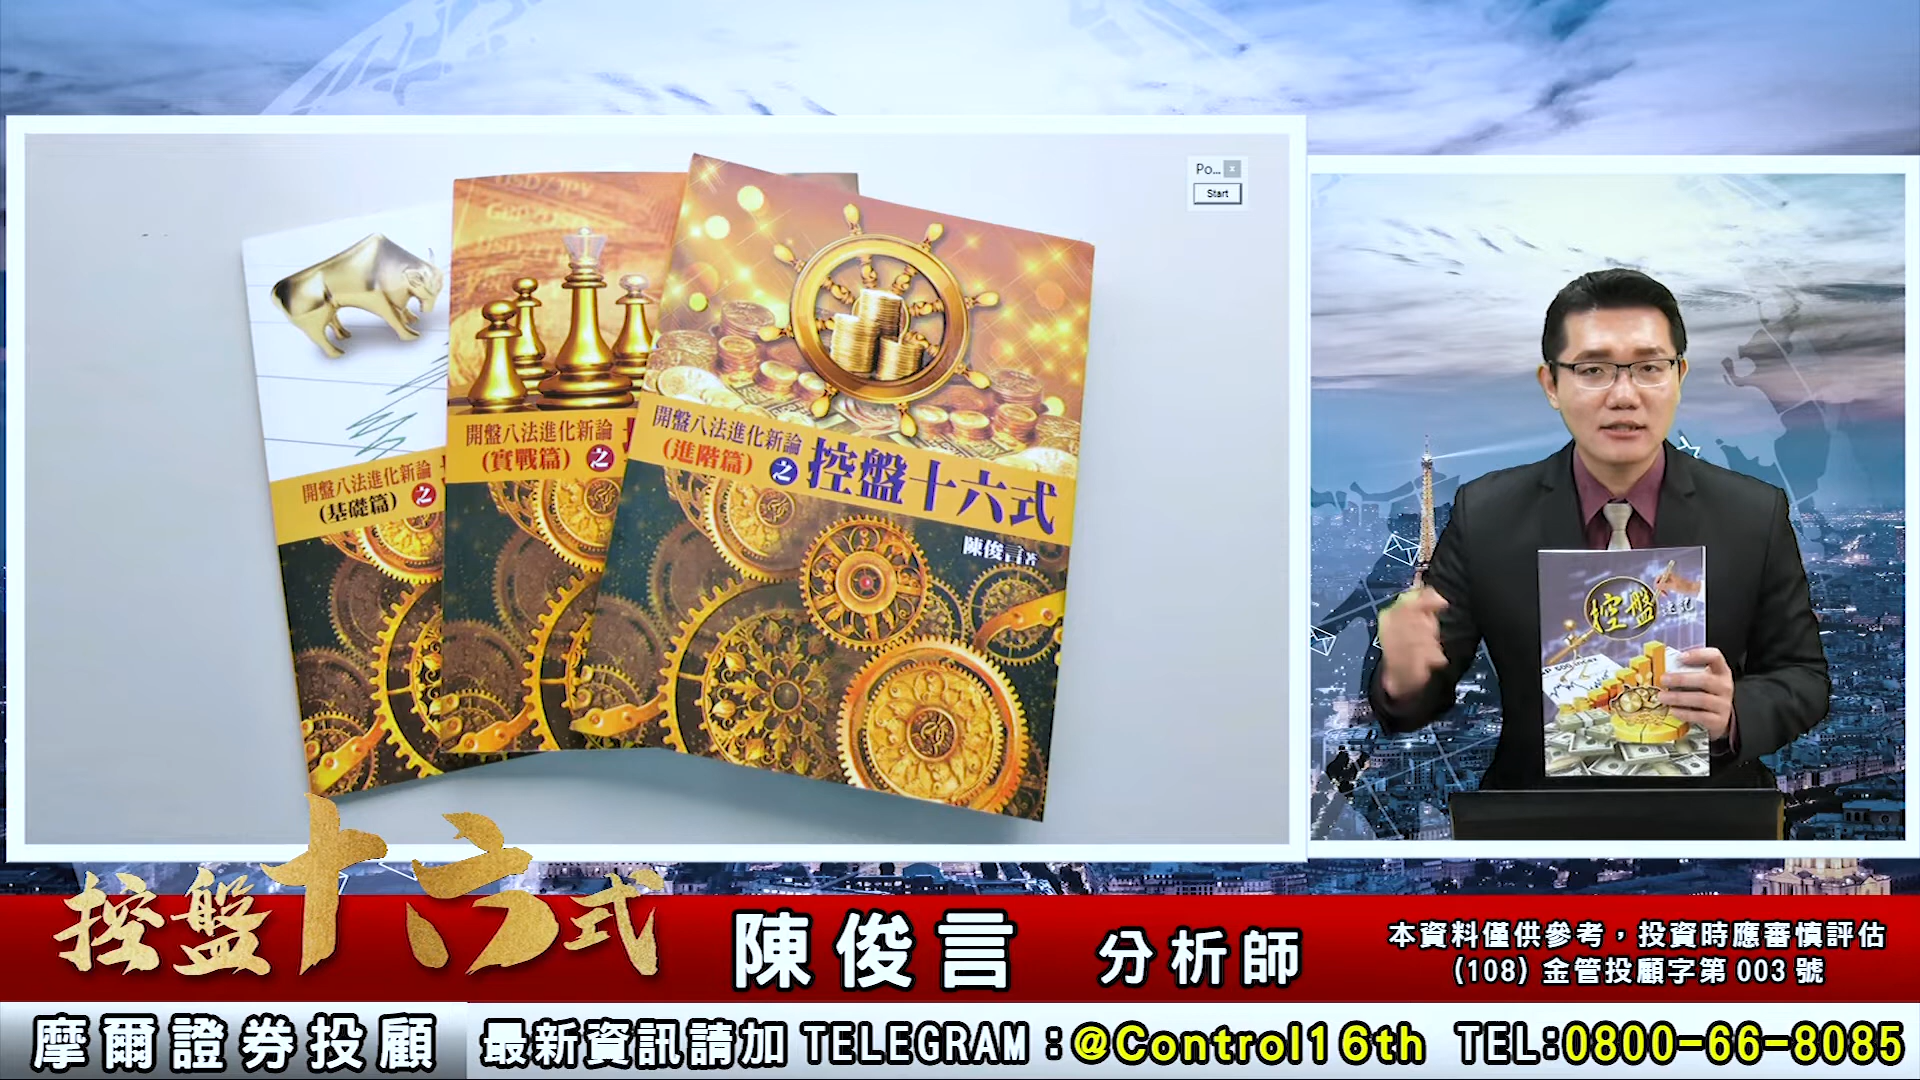 Po... x
Start
USD/JPY
開盤八法進化新論
(基礎篇) 之
開盤八法進化新論
(實戰篇) 之 控
開盤八法進化新論
(進階篇) 之 控盤十六式
陳俊言 著
控盤
控盤十六式
陳俊言 分析師
本資料僅供參考，投資時應審慎評估
(108) 金管投顧字第 003 號
摩爾證券投顧
最新資訊請加 TELEGRAM：@Control16th TEL:0800-66-8085